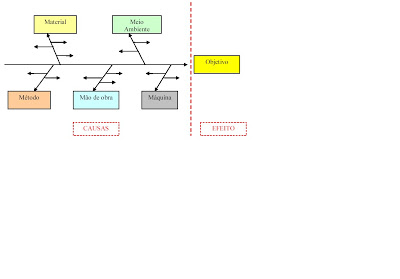 Material
Meio
Ambiente
Objetivo
Método
Mão de obra
Máquina
CAUSAS
EFEITO